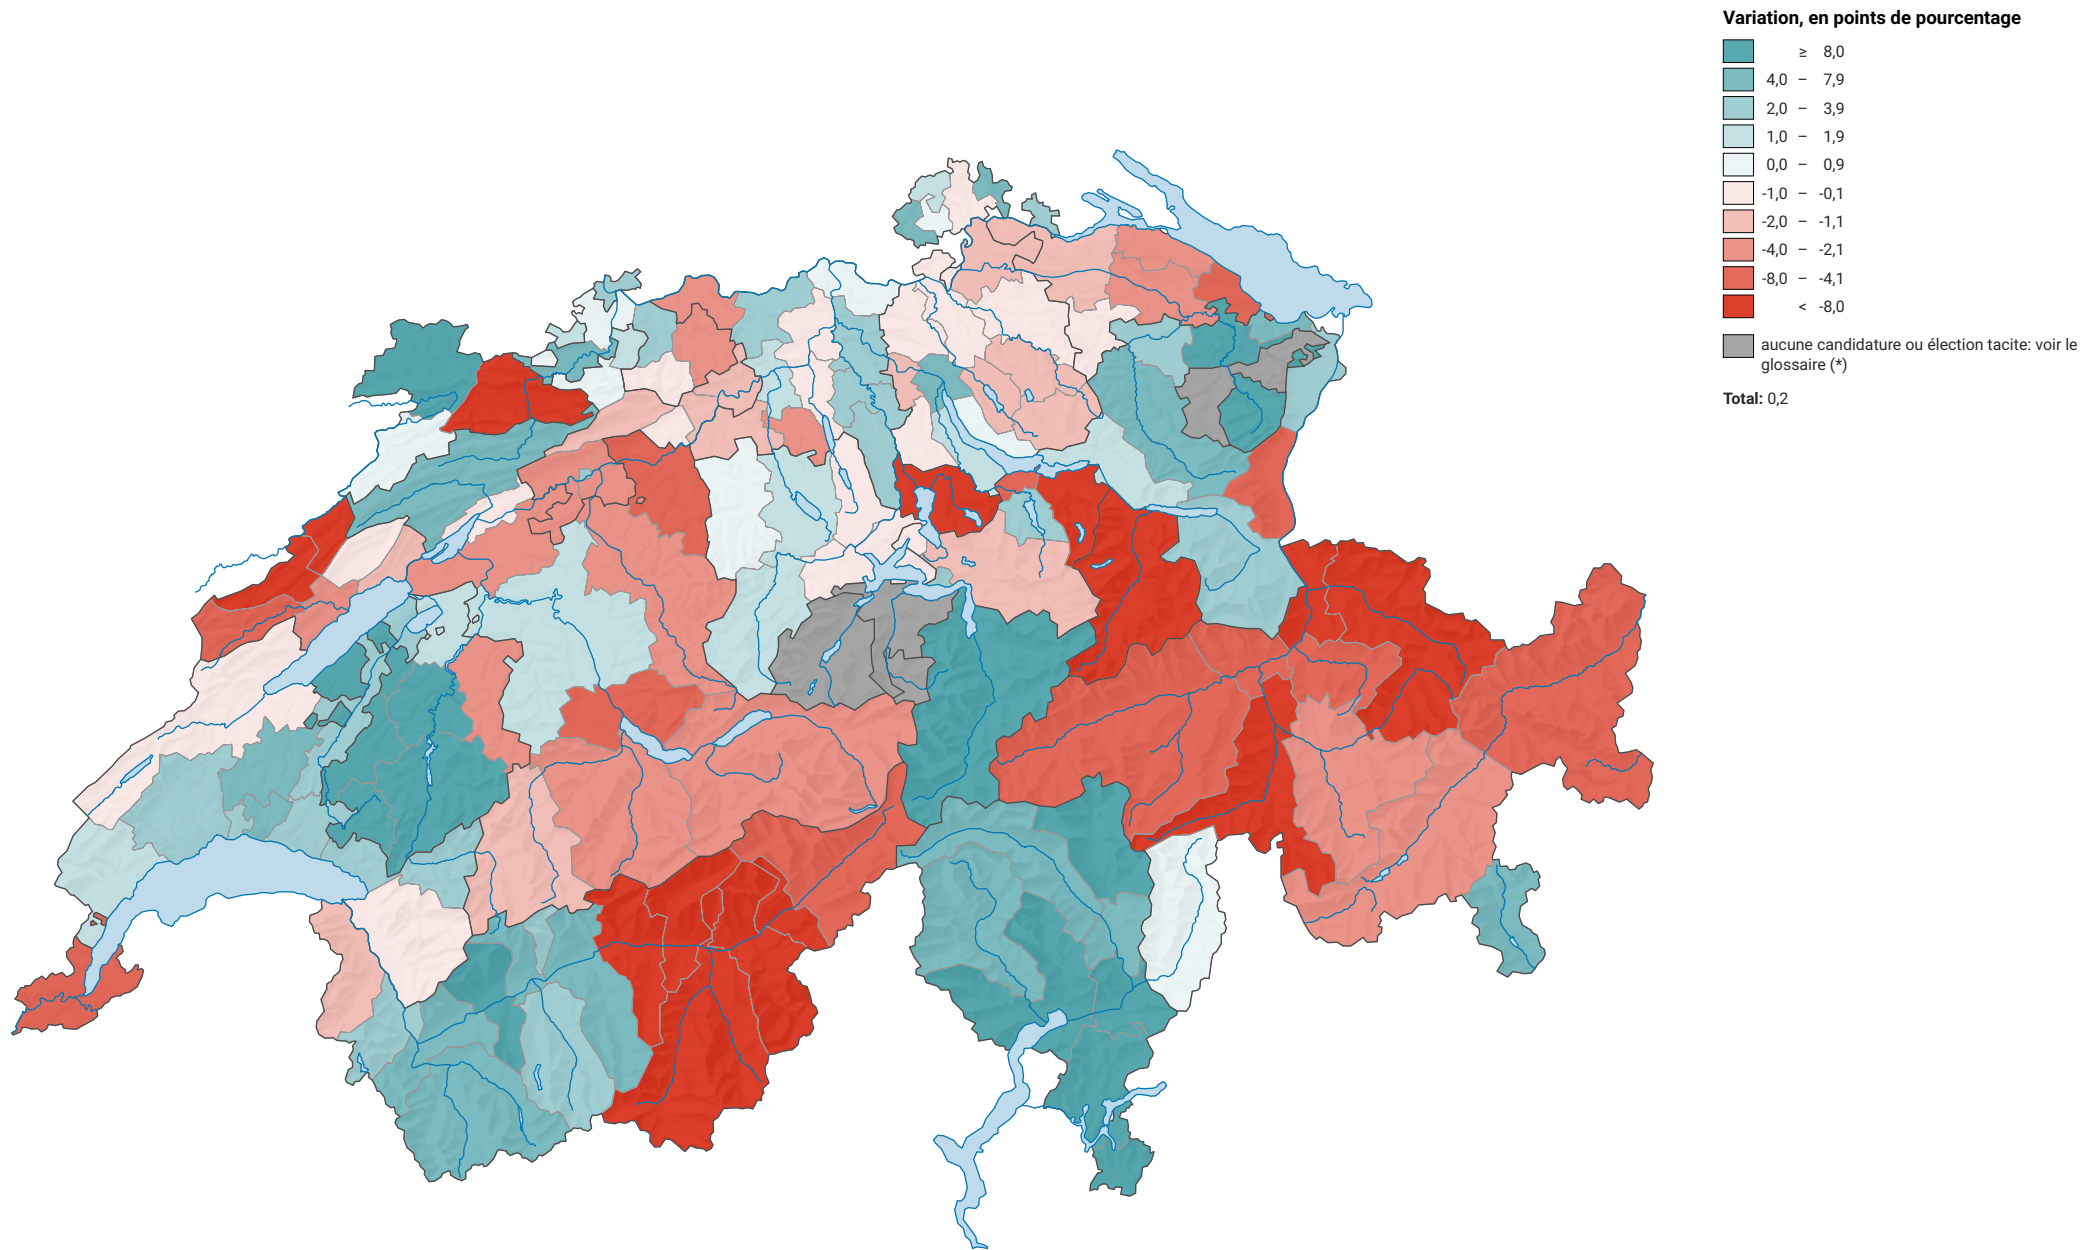 Variation, en points de pourcentage
≥ 8,0
4,0 – 7,9
2,0 – 3,9
1,0 – 1,9
0,0 – 0,9
-1,0 – -0,1
-2,0 – -1,1
-4,0 – -2,1
-8,0 – -4,1
< -8,0
aucune candidature ou élection tacite: voir le
glossaire (*)
Total: 0,2